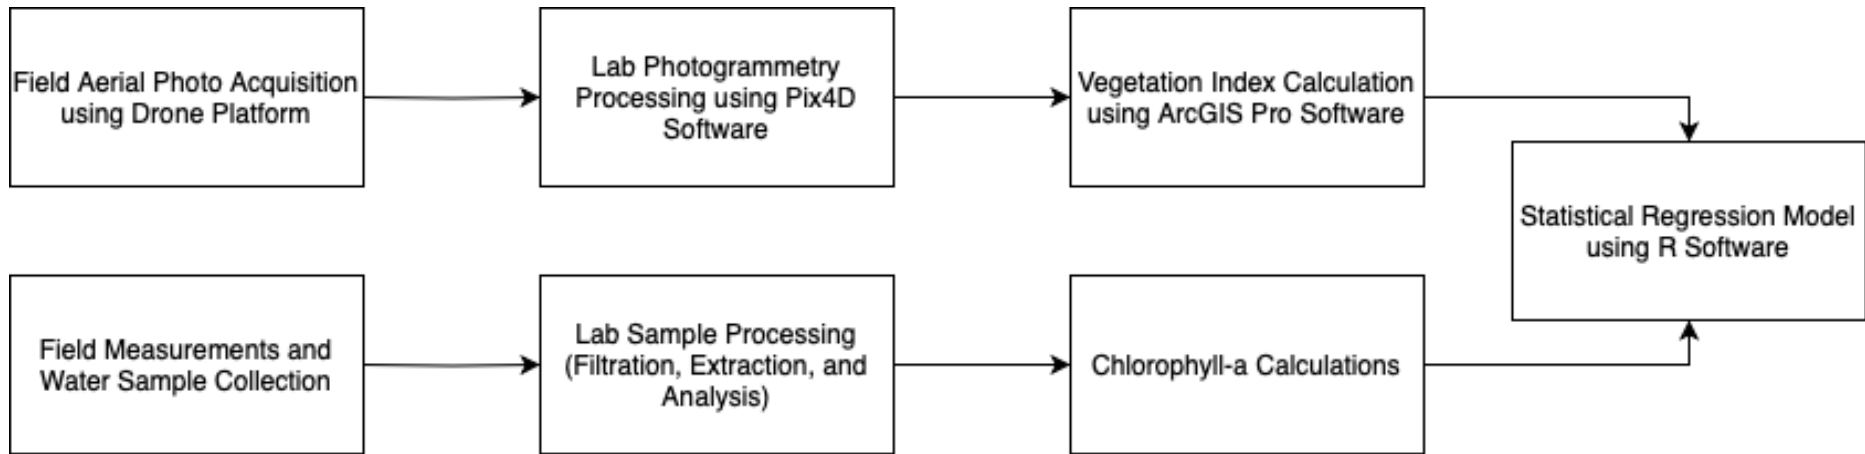 Field Aerial Photo Acquisition
using Drone Platform
Lab Photogrammetry
Processing using Pix4D
Software
Vegetation Index Calculation
using ArcGIS Pro Software
Statistical Regression Model
using R Software
Field Measurements and
Water Sample Collection
Lab Sample Processing
(Filtration, Extraction, and
Analysis)
Chlorophyll-a Calculations